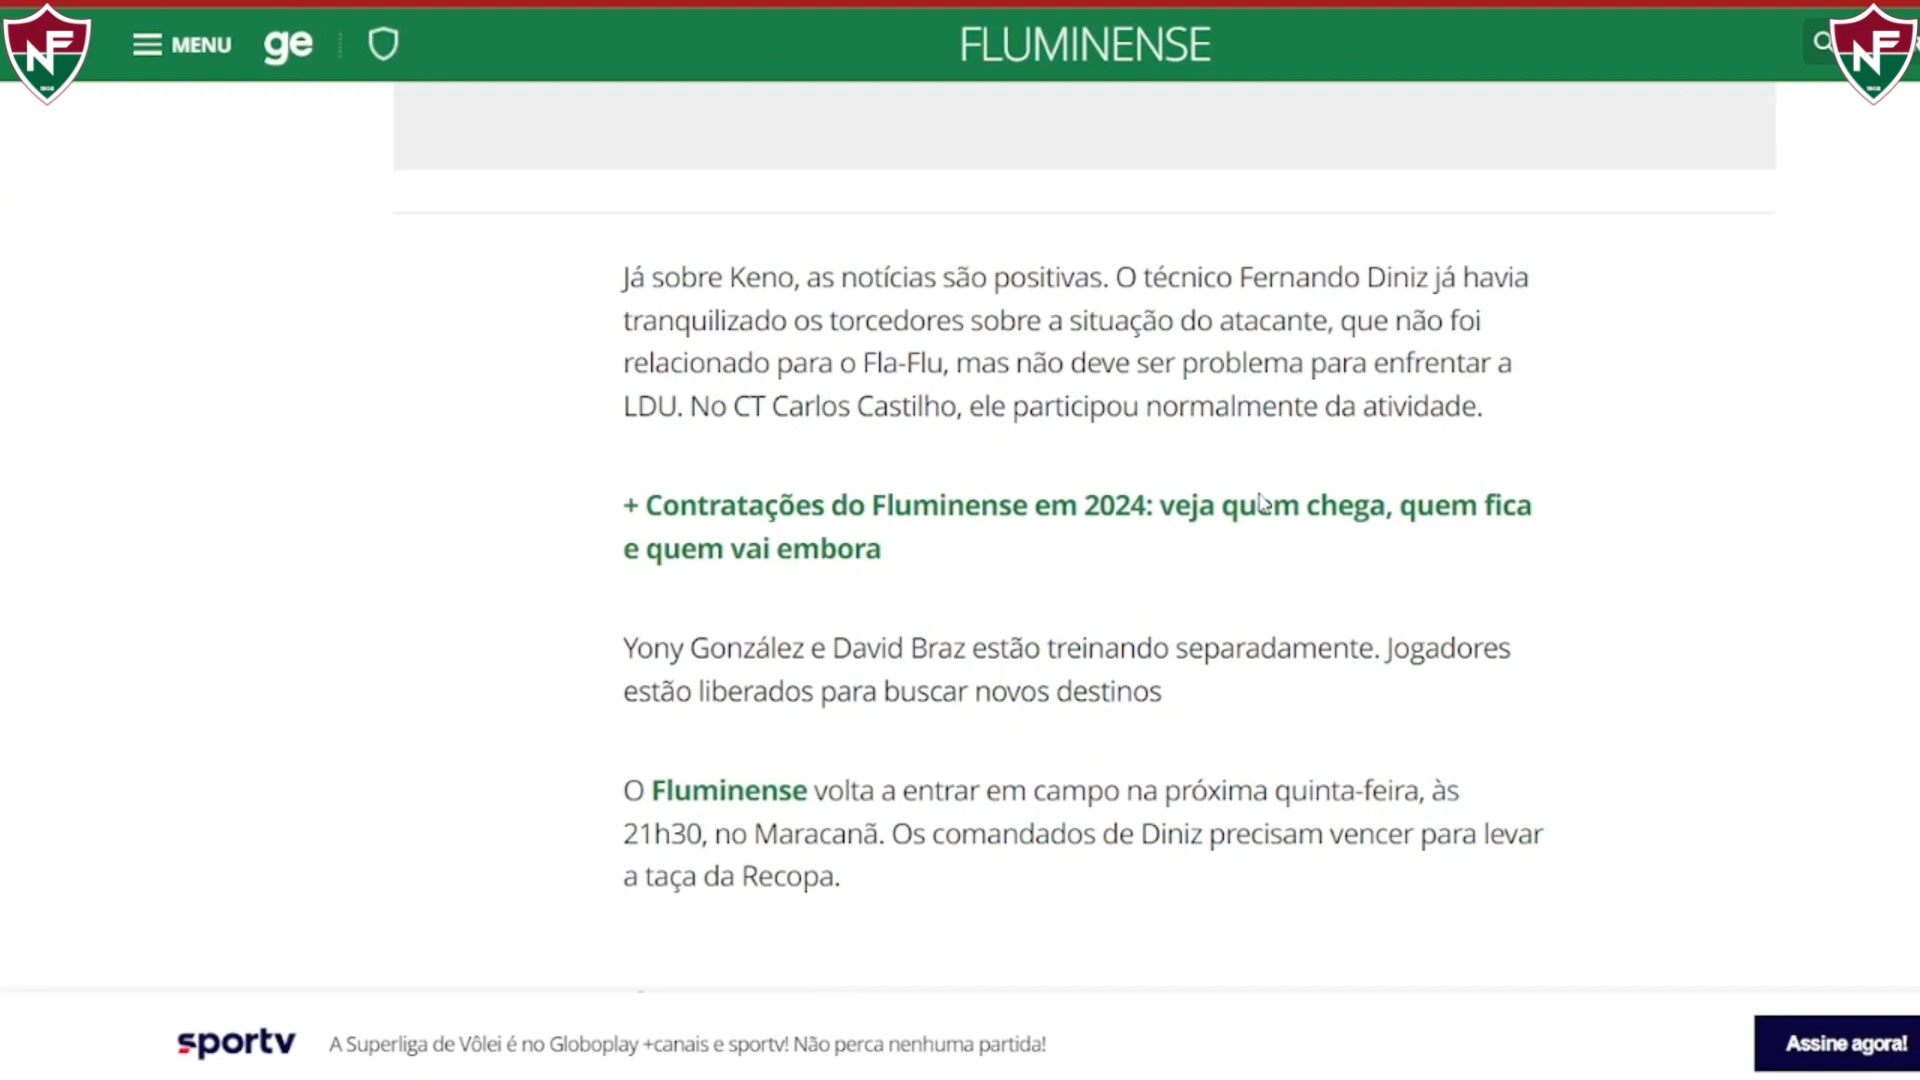 NF
1902
MENU
ge
FLUMINENSE
NF
1902
Já sobre Keno, as notícias são positivas. O técnico Fernando Diniz já havia
tranquilizado os torcedores sobre a situação do atacante, que não foi
relacionado para o Fla-Flu, mas não deve ser problema para enfrentar a
LDU. No CT Carlos Castilho, ele participou normalmente da atividade.
+ Contratações do Fluminense em 2024: veja quem chega, quem fica
e quem vai embora
Yony González e David Braz estão treinando separadamente. Jogadores
estão liberados para buscar novos destinos
O Fluminense volta a entrar em campo na próxima quinta-feira, às
21h30, no Maracanã. Os comandados de Diniz precisam vencer para levar
a taça da Recopa.
sportv
A Superliga de Vôlei é no Globoplay +canais e sportv! Não perca nenhuma partida!
Assine agora!